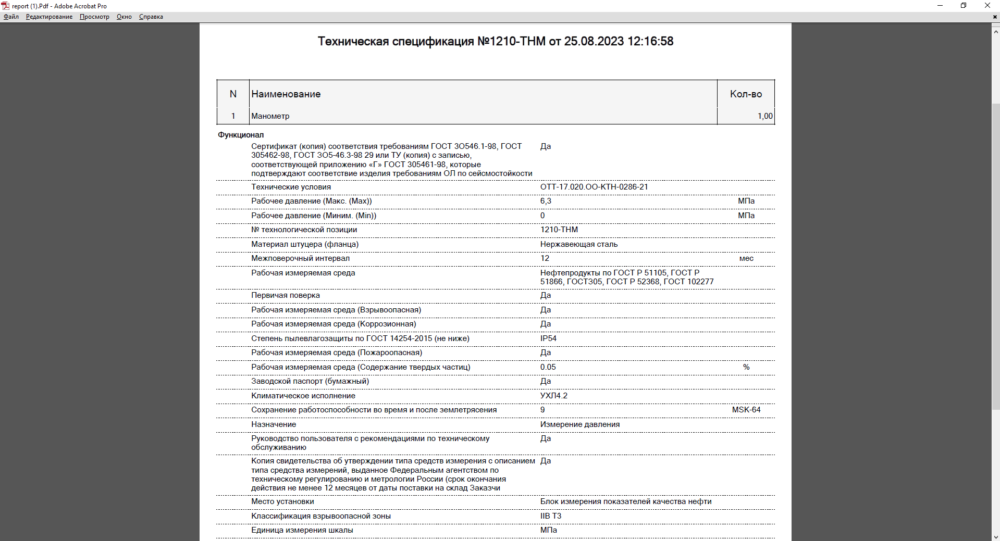 report (1).Pdf - Adobe Acrobat Pro
Файл Редактирование Просмотр Окно Справка
Техническая спецификация №1210-ТНМ от 25.08.2023 12:16:58
N Наименование Кол-во
1 Манометр 1,00
Функционал
Сертификат (копия) соответствия требованиям ГОСТ 3О546.1-98, ГОСТ Да
305462-98, ГОСТ ЗО5-46.3-98 29 или ТУ (копия) с записью,
соответствующей приложению «Г» ГОСТ 305461-98, которые
подтверждают соответствие изделия требованиям ОЛ по сейсмостойкости
Технические условия ОТТ-17.020.ОО-КТН-0286-21
Рабочее давление (Макс. (Max)) 6,3 МПа
Рабочее давление (Миним. (Min)) 0 МПа
№ технологической позиции 1210-ТНМ
Материал штуцера (фланца) Нержавеющая сталь
Межповерочный интервал 12 мес
Рабочая измеряемая среда Нефтепродукты по ГОСТ Р 51105, ГОСТ Р
51866, ГОСТ305, ГОСТ Р 52368, ГОСТ 102277
Первичая поверка Да
Рабочая измеряемая среда (Взрывоопасная) Да
Рабочая измеряемая среда (Коррозионная) Да
Степень пылевлагозащиты по ГОСТ 14254-2015 (не ниже) IP54
Рабочая измеряемая среда (Пожароопасная) Да
Рабочая измеряемая среда (Содержание твердых частиц) 0.05 %
Заводской паспорт (бумажный) Да
Климатическое исполнение УХЛ4.2
Сохранение работоспособности во время и после землетрясения 9 MSK-64
Назначение Измерение давления
Руководство пользователя с рекомендациями по техническому Да
обслуживанию
Копия свидетельства об утверждении типа средств измерения с описанием Да
типа средства измерений, выданное Федеральным агентством по
техническому регулированию и метрологии России (срок окончания
действия не менее 12 месяцев от даты поставки на склад Заказчи
Место установки Блок измерения показателей качества нефти
Классификация взрывоопасной зоны IIB T3
Единица измерения шкалы МПа